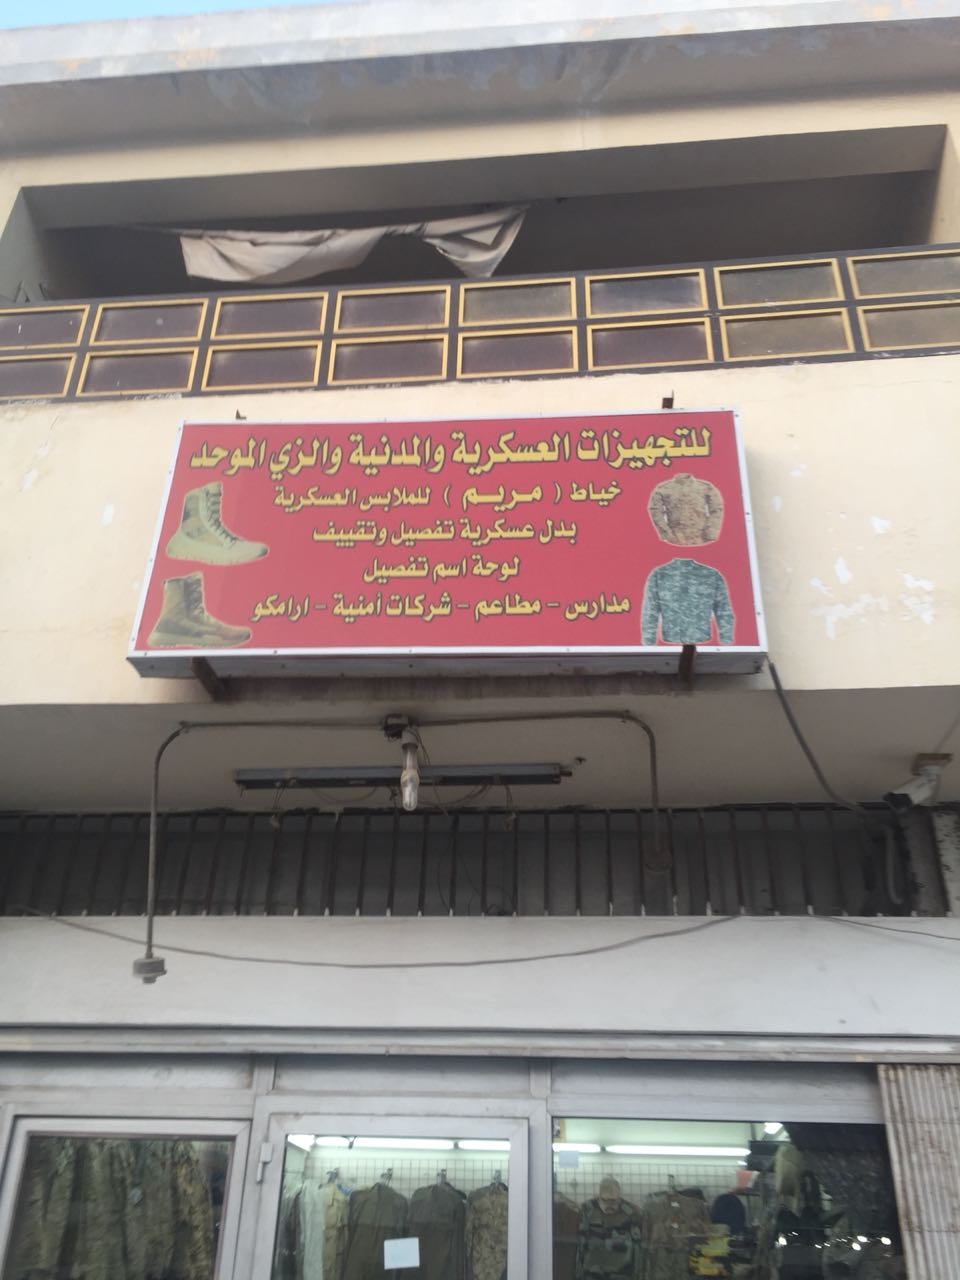 للتجهيزات العسكرية والمدنية والزي الموحد
خياط ( مريم ) للملابس العسكرية
بدل عسكرية تفصيل وتقييف
لوحة اسم تفصيل
مدارس - مطاعم - شركات أمنية - ارامكو